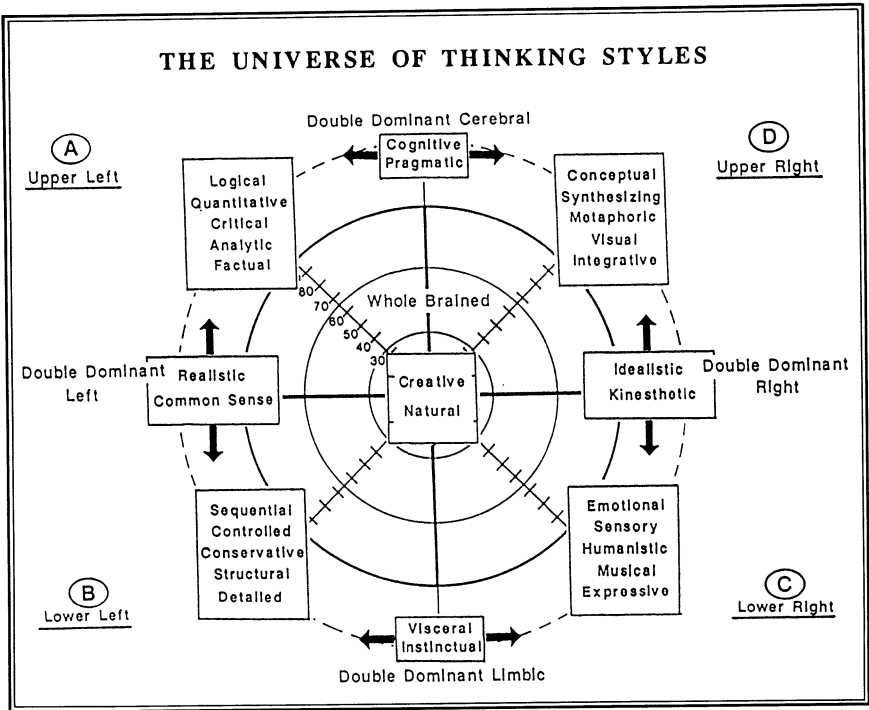 THE UNIVERSE OF THINKING STYLES
Double Dominant Cerebral
A
Upper Left
Cognitive
Pragmatic
D
Upper Right
Logical
Quantitative
Critical
Analytic
Factual
Conceptual
Synthesizing
Metaphoric
Visual
Integrative
80
70
60
50
40
30
Whole Brained
Double Dominant
Left
Realistic
Common Sense
Creative
Natural
Idealistic
Kinesthetic
Double Dominant
Right
Sequential
Controlled
Conservative
Structural
Detailed
Emotional
Sensory
Humanistic
Musical
Expressive
B
Lower Left
C
Lower Right
Visceral
Instinctual
Double Dominant Limbic